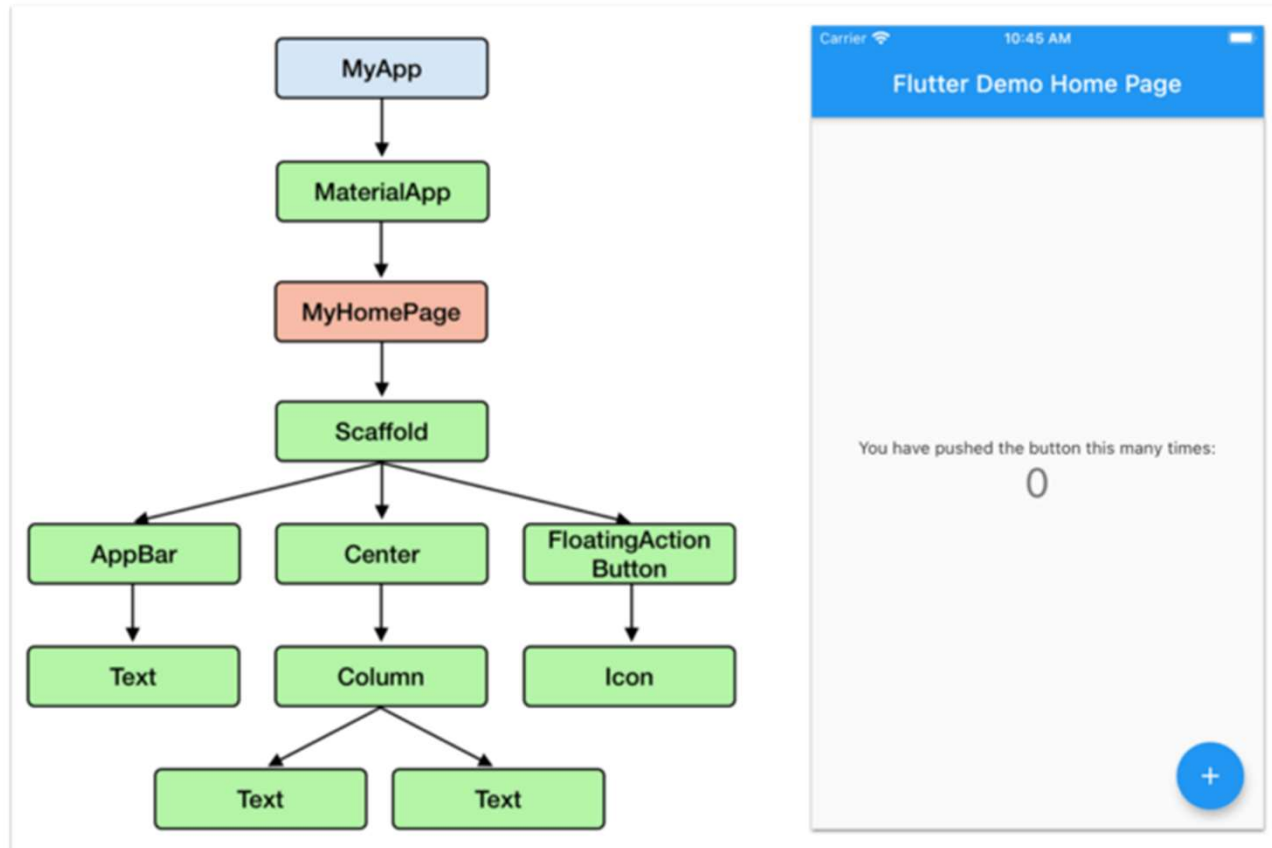 MyApp
MaterialApp
MyHomePage
Scaffold
AppBar
Center
FloatingAction
Button
Text
Column
Icon
Text
Text
Carrier
10:45 AM
Flutter Demo Home Page
You have pushed the button this many times:
0
+